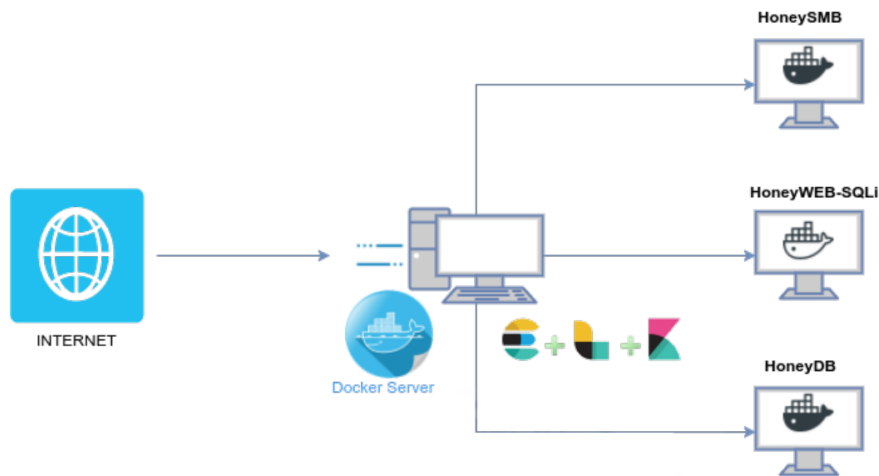 HoneySMB
HoneyWEB-SQLi
INTERNET
Docker Server
HoneyDB